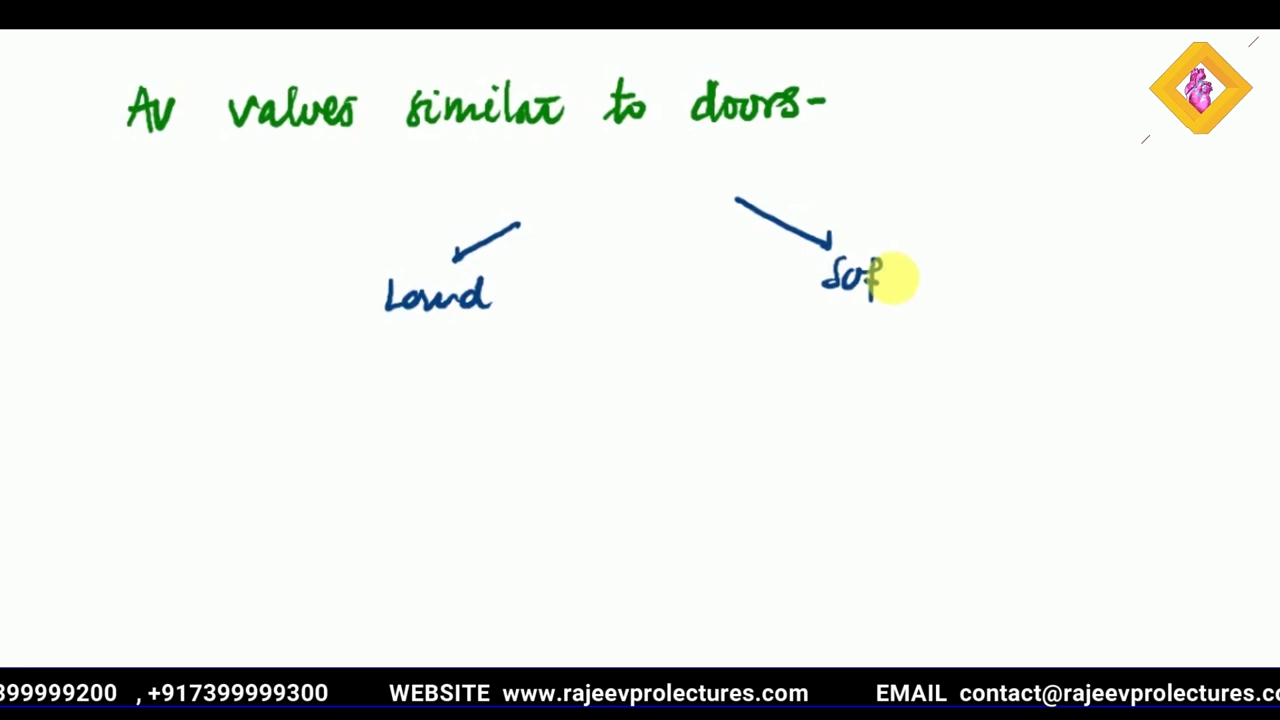 AV valves similar to doors-
Loud
Sof
399999200 , +917399999300 WEBSITE www.rajeevprolectures.com EMAIL contact@rajeevprolectures.co